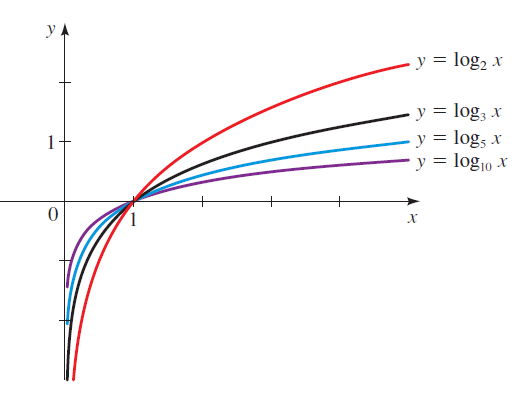 y
y = log₂ x
y = log₃ x
1
y = log₅ x
y = log₁₀ x
0
1
x